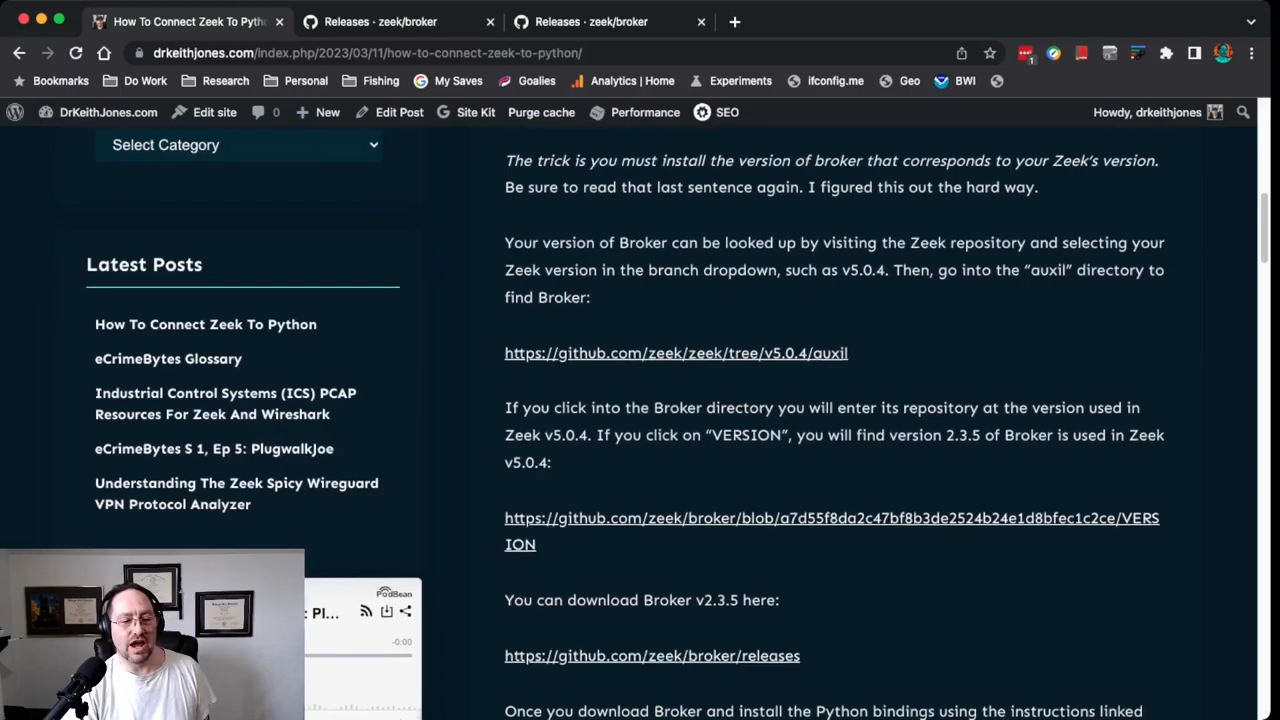 How To Connect Zeek To Pytho
Releases · zeek/broker
Releases · zeek/broker
drkeithjones.com/index.php/2023/03/11/how-to-connect-zeek-to-python/
1
Bookmarks
Do Work
Research
Personal
Fishing
My Saves
Goalies
Analytics | Home
Experiments
ifconfig.me
Geo
BWI
DrKeithJones.com
Edit site
0
New
Edit Post
Site Kit
Purge cache
Performance
SEO
Howdy, drkeithjones
Select Category
Latest Posts
How To Connect Zeek To Python
eCrimeBytes Glossary
Industrial Control Systems (ICS) PCAP
Resources For Zeek And Wireshark
eCrimeBytes S 1, Ep 5: PlugwalkJoe
Understanding The Zeek Spicy Wireguard
VPN Protocol Analyzer
PODBean
: Pl...
-0:00
The trick is you must install the version of broker that corresponds to your Zeek's version.
Be sure to read that last sentence again. I figured this out the hard way.
Your version of Broker can be looked up by visiting the Zeek repository and selecting your
Zeek version in the branch dropdown, such as v5.0.4. Then, go into the “auxil” directory to
find Broker:
https://github.com/zeek/zeek/tree/v5.0.4/auxil
If you click into the Broker directory you will enter its repository at the version used in
Zeek v5.0.4. If you click on “VERSION”, you will find version 2.3.5 of Broker is used in Zeek
v5.0.4:
https://github.com/zeek/broker/blob/a7d55f8da2c47bf8b3de2524b24e1d8bfec1c2ce/VERS
ION
You can download Broker v2.3.5 here:
https://github.com/zeek/broker/releases
Once you download Broker and install the Python bindings using the instructions linked